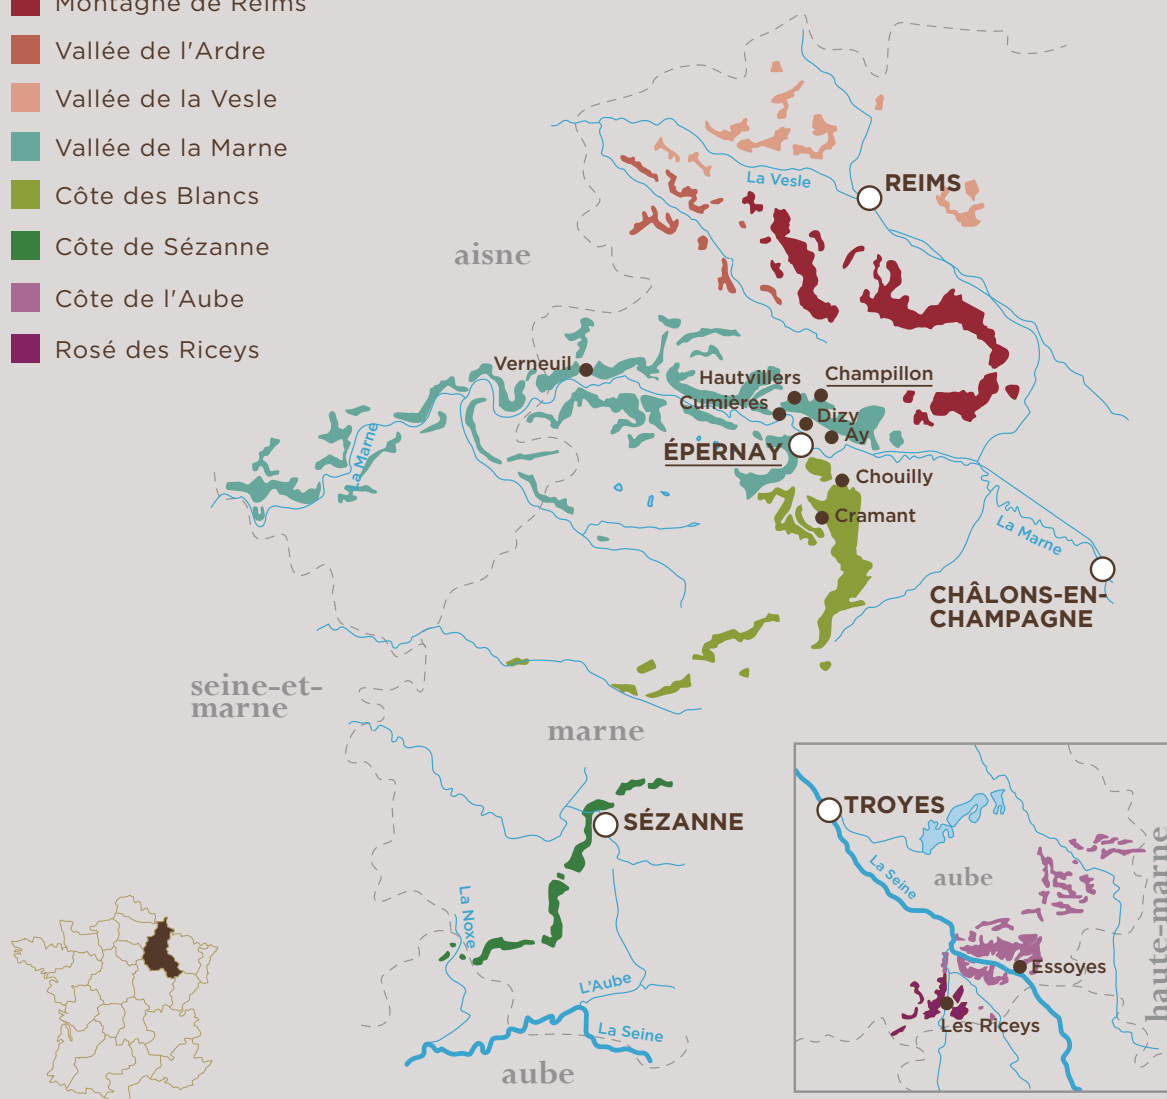 Montagne de Reims
Vallée de l'Ardre
Vallée de la Vesle
Vallée de la Marne
Côte des Blancs
Côte de Sézanne
Côte de l'Aube
Rosé des Riceys
La Vesle
REIMS
aisne
Verneuil
Hautvillers
Champillon
Cumières
Dizy
Ay
ÉPERNAY
La Marne
Chouilly
Cramant
La Marne
CHÂLONS-EN-
CHAMPAGNE
seine-et-
marne
marne
SÉZANNE
La Noxe
L'Aube
La Seine
aube
TROYES
La Seine
aube
haute-marne
Essoyes
Les Riceys